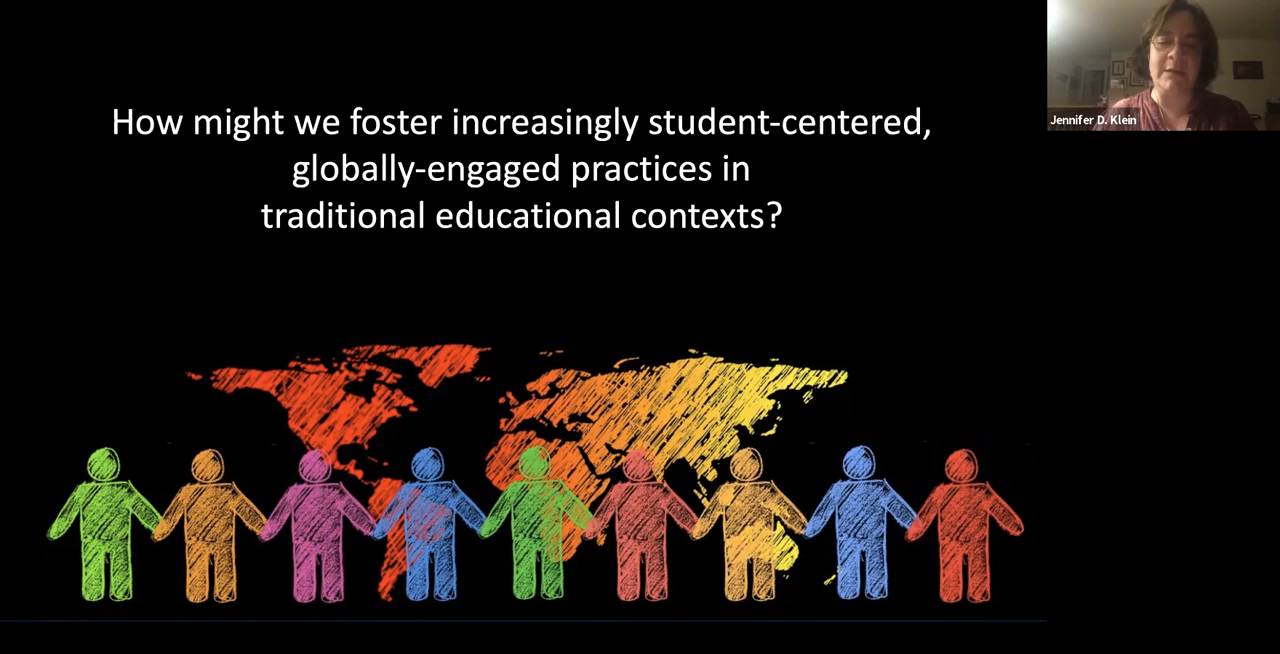 How might we foster increasingly student-centered,
globally-engaged practices in
traditional educational contexts?
Jennifer D. Klein